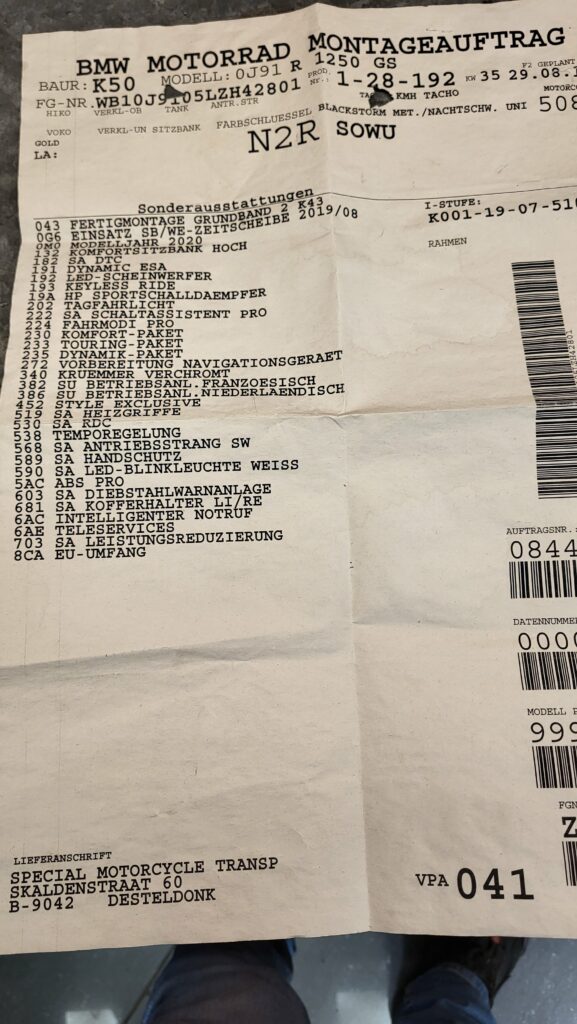 BMW MOTORRAD MONTAGEAUFTRAG
BAUR: K50 MODELL: 0J91 R 1250 GS
FG-NR. WB10J9105LZH42801 PROD. NR.: 1-28-192 KW 35 29.08.1
F2 GEPLANT
HIKO VERKL-OB TANK ANTR.STR KMH TACHO
VOKO VERKL-UN SITZBANK FARBSCHLUESSEL BLACKSTORM MET./NACHTSCHW. UNI 508
GOLD
LA:
N2R SOWU
Sonderausstattungen
I-STUFE:
K001-19-07-510
RAHMEN
043 FERTIGMONTAGE GRUNDBAND 2 K43
0G6 EINSATZ SB/WE-ZEITSCHEIBE 2019/08
0M0 MODELLJAHR 2020
132 KOMFORTSITZBANK HOCH
182 SA DTC
191 DYNAMIC ESA
192 LED-SCHEINWERFER
193 KEYLESS RIDE
19A HP SPORTSCHALLDAEMPFER
202 TAGFAHRLICHT
222 SA SCHALTASSISTENT PRO
224 FAHRMODI PRO
230 KOMFORT-PAKET
233 TOURING-PAKET
235 DYNAMIK-PAKET
272 VORBEREITUNG NAVIGATIONSGERAET
340 KRUEMMER VERCHROMT
382 SU BETRIEBSANL.FRANZOESISCH
386 SU BETRIEBSANL.NIEDERLAENDISCH
452 STYLE EXCLUSIVE
519 SA HEIZGRIFFE
530 SA RDC
538 TEMPOREGELUNG
568 SA ANTRIEBSSTRANG SW
589 SA HANDSCHUTZ
590 SA LED-BLINKLEUCHTE WEISS
5AC ABS PRO
603 SA DIEBSTAHLWARNANLAGE
681 SA KOFFERHALTER LI/RE
6AC INTELLIGENTER NOTRUF
6AE TELESERVICES
703 SA LEISTUNGSREDUZIERUNG
8CA EU-UMFANG
AUFTRAGSNR.:
0844
DATENNUMMER
000
MODELL P
999
FGN
Z
LIEFERANSCHRIFT
SPECIAL MOTORCYCLE TRANSP
SKALDENSTRAAT 60
B-9042 DESTELDONK
VPA 041